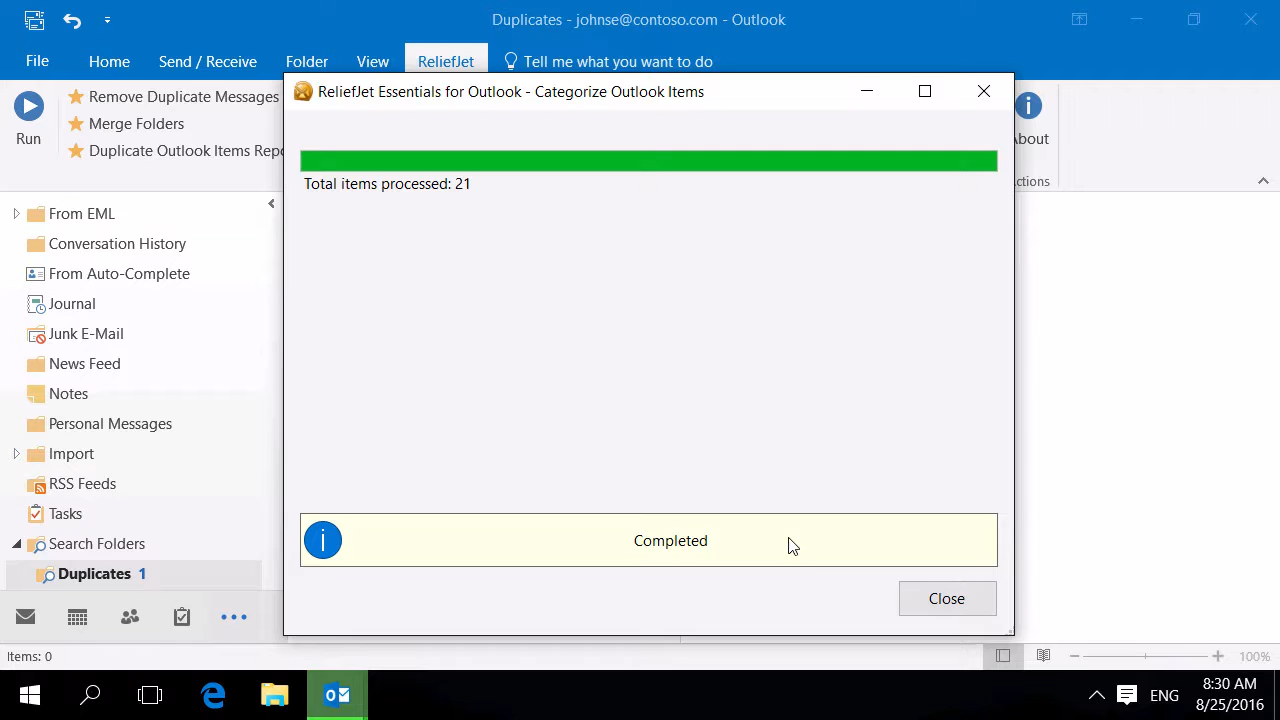 Duplicates - johnse@contoso.com - Outlook
File
Home
Send / Receive
Folder
View
ReliefJet
Tell me what you want to do
Run
Remove Duplicate Messages
Merge Folders
Duplicate Outlook Items Repo
About
ctions
ReliefJet Essentials for Outlook - Categorize Outlook Items
Total items processed: 21
Completed
Close
From EML
Conversation History
From Auto-Complete
Journal
Junk E-Mail
News Feed
Notes
Personal Messages
Import
RSS Feeds
Tasks
Search Folders
Duplicates 1
Items: 0
100%
ENG
8:30 AM
8/25/2016